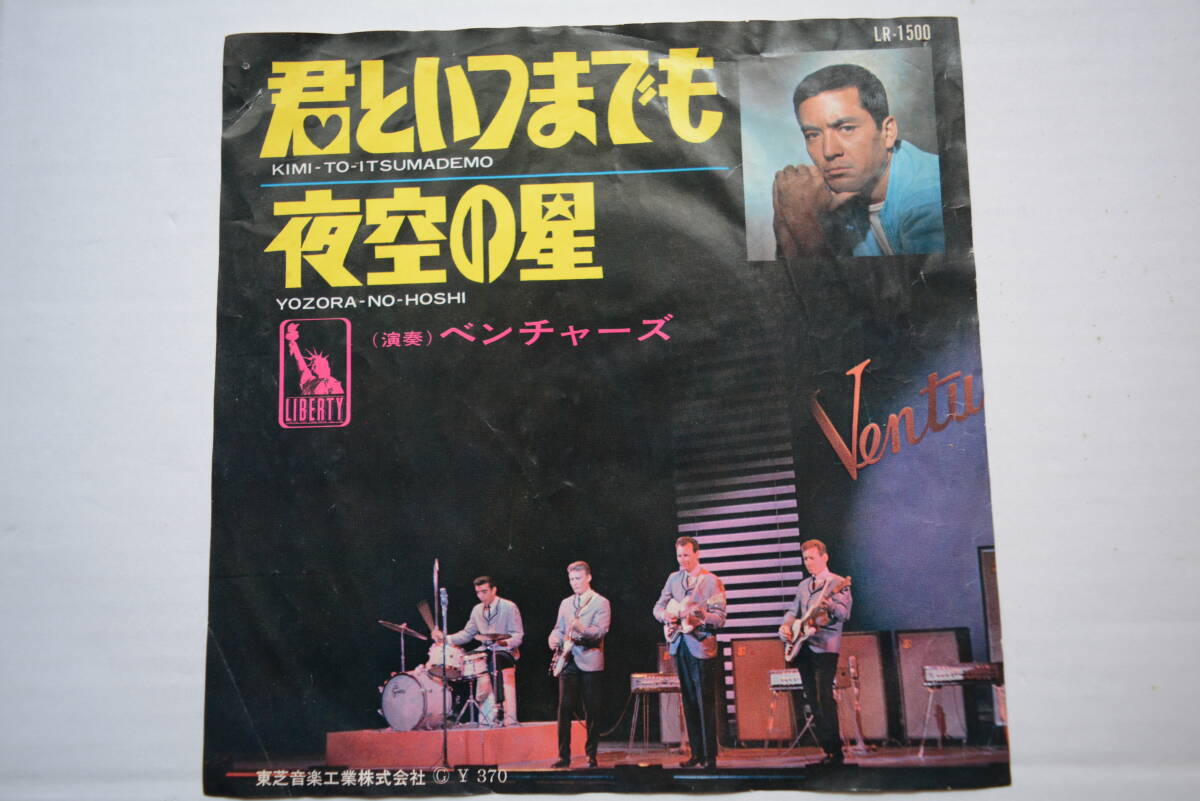 LR-1500
君といつまでも
KIMI-TO-ITSUMADEMO
夜空の星
YOZORA-NO-HOSHI
(演奏)ベンチャーズ
LIBERTY
Ventu
東芝音楽工業株式会社 Ⓖ ¥ 370